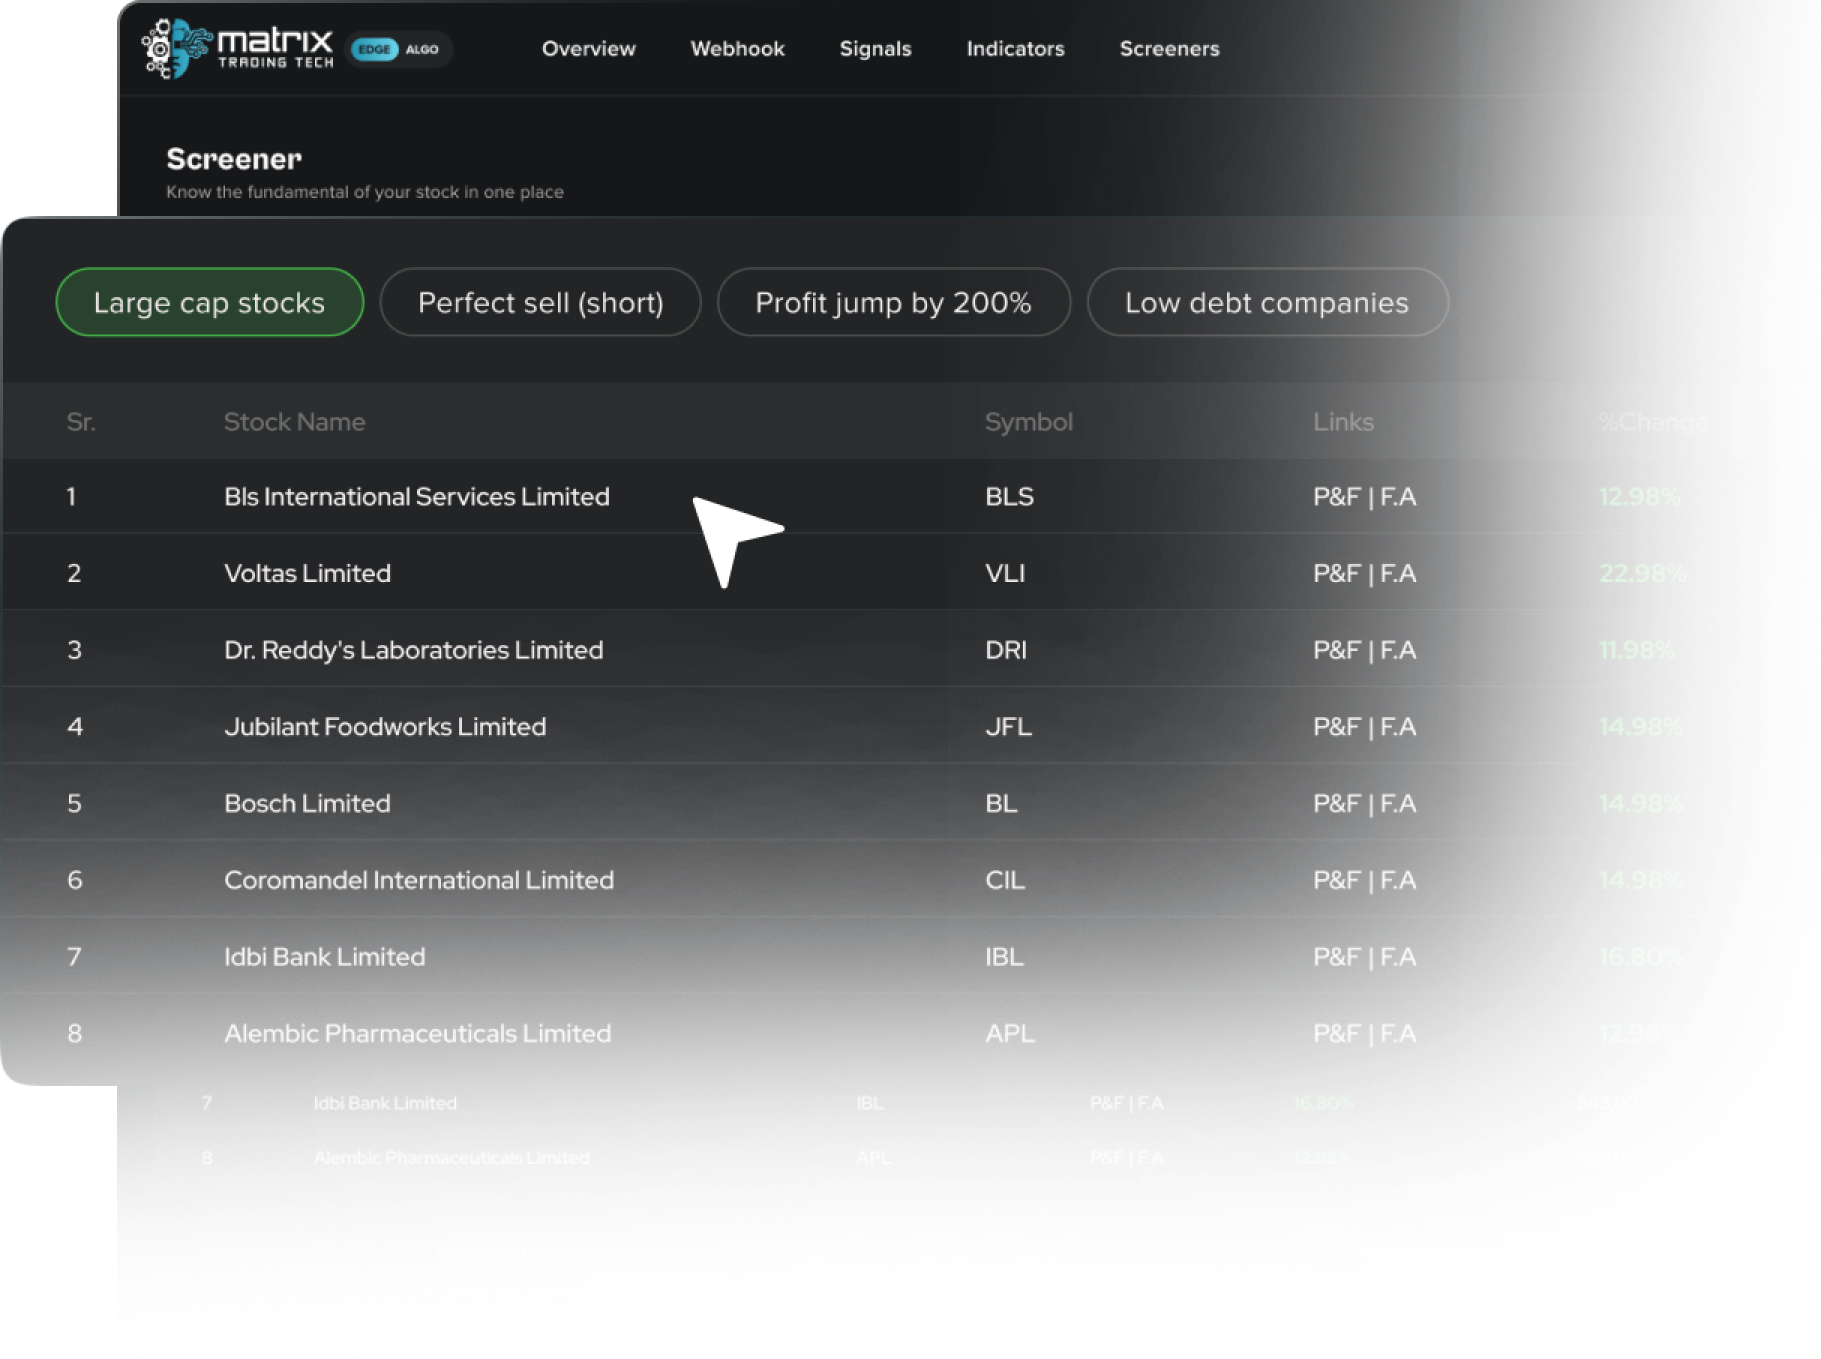 matrix
TRADING TECH
EDGE ALGO
Overview Webhook Signals Indicators Screeners
Screener
Know the fundamental of your stock in one place
Large cap stocks Perfect sell (short) Profit jump by 200% Low debt companies
Sr. Stock Name Symbol Links %Change
1 Bls International Services Limited BLS P&F | F.A 12.98%
2 Voltas Limited VLI P&F | F.A 22.98%
3 Dr. Reddy's Laboratories Limited DRI P&F | F.A 11.98%
4 Jubilant Foodworks Limited JFL P&F | F.A 14.98%
5 Bosch Limited BL P&F | F.A 14.98%
6 Coromandel International Limited CIL P&F | F.A 14.98%
7 Idbi Bank Limited IBL P&F | F.A 16.80%
8 Alembic Pharmaceuticals Limited APL P&F | F.A 12.98%
7 Idbi Bank Limited IBL P&F | F.A 16.80%
8 Alembic Pharmaceuticals Limited APL P&F | F.A 12.98%